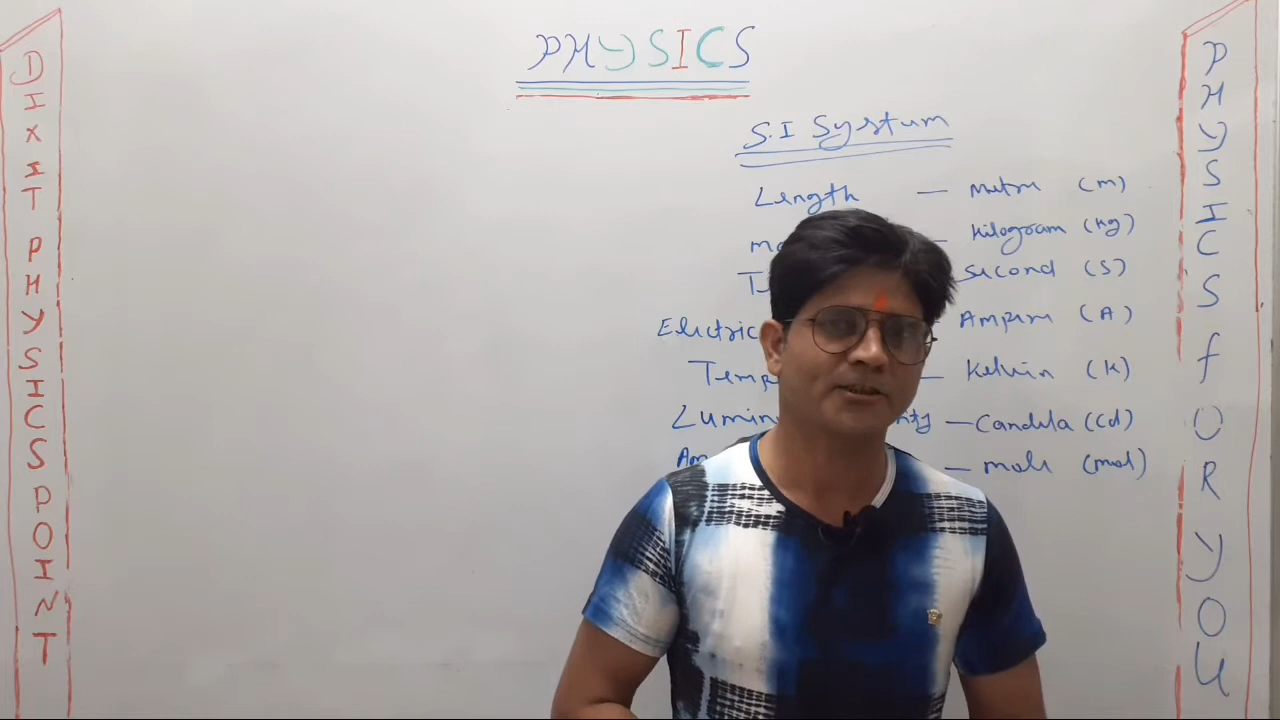 PHYSICS
DIXIT PHYSICS POINT
S.I System
Length — metre (m)
— Kilogram (kg)
— Second (S)
Electric — Ampere (A)
— Kelvin (K)
— Candela (Cd)
— mole (mol)
PHYSICS fOR YOU